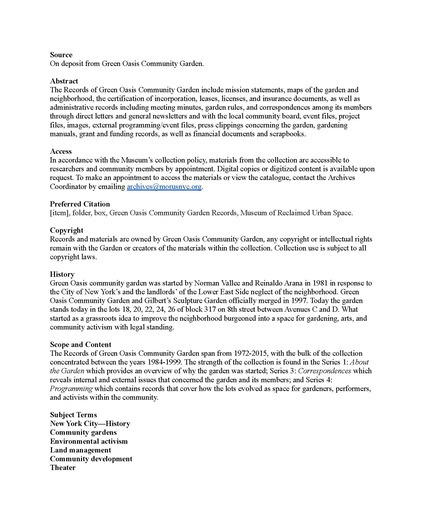 Source
On deposit from Green Oasis Community Garden.
Abstract
The Records of Green Oasis Community Garden include mission statements, maps of the garden and
neighborhood, the certification of incorporation, leases, licenses, and insurance documents, as well as
administrative records including meeting minutes, garden rules, and correspondences among its members
through direct letters and general newsletters and with the local community board, event files, project
files, images, external programming/event files, press clippings concerning the garden, gardening
manuals, grant and funding records, as well as financial documents and scrapbooks.
Access
In accordance with the Museum's collection policy, materials from the collection are accessible to
researchers and community members by appointment. Digital copies or digitized content is available upon
request. To make an appointment to access the materials or view the catalogue, contact the Archives
Coordinator by emailing archives@morusnyc.org.
Preferred Citation
[item], folder, box, Green Oasis Community Garden Records, Museum of Reclaimed Urban Space.
Copyright
Records and materials are owned by Green Oasis Community Garden, any copyright or intellectual rights
remain with the Garden or creators of the materials within the collection. Collection use is subject to all
copyright laws.
History
Green Oasis community garden was started by Norman Vallee and Reinaldo Arana in 1981 in response to
the City of New York's and the landlords' of the Lower East Side neglect of the neighborhood. Green
Oasis Community Garden and Gilbert's Sculpture Garden officially merged in 1997. Today the garden
stands today in the lots 18, 20, 22, 24, 26 of block 317 on 8th street between Avenues C and D. What
started as a grassroots idea to improve the neighborhood burgeoned into a space for gardening, arts, and
community activism with legal standing.
Scope and Content
The Records of Green Oasis Community Garden span from 1972-2015, with the bulk of the collection
concentrated between the years 1984-1999. The strength of the collection is found in the Series 1: About
the Garden which provides an overview of why the garden was started; Series 3: Correspondences which
reveals internal and external issues that concerned the garden and its members; and Series 4:
Programming which contains records that cover how the lots evolved as space for gardeners, performers,
and activists within the community.
Subject Terms
New York City—History
Community gardens
Environmental activism
Land management
Community development
Theater